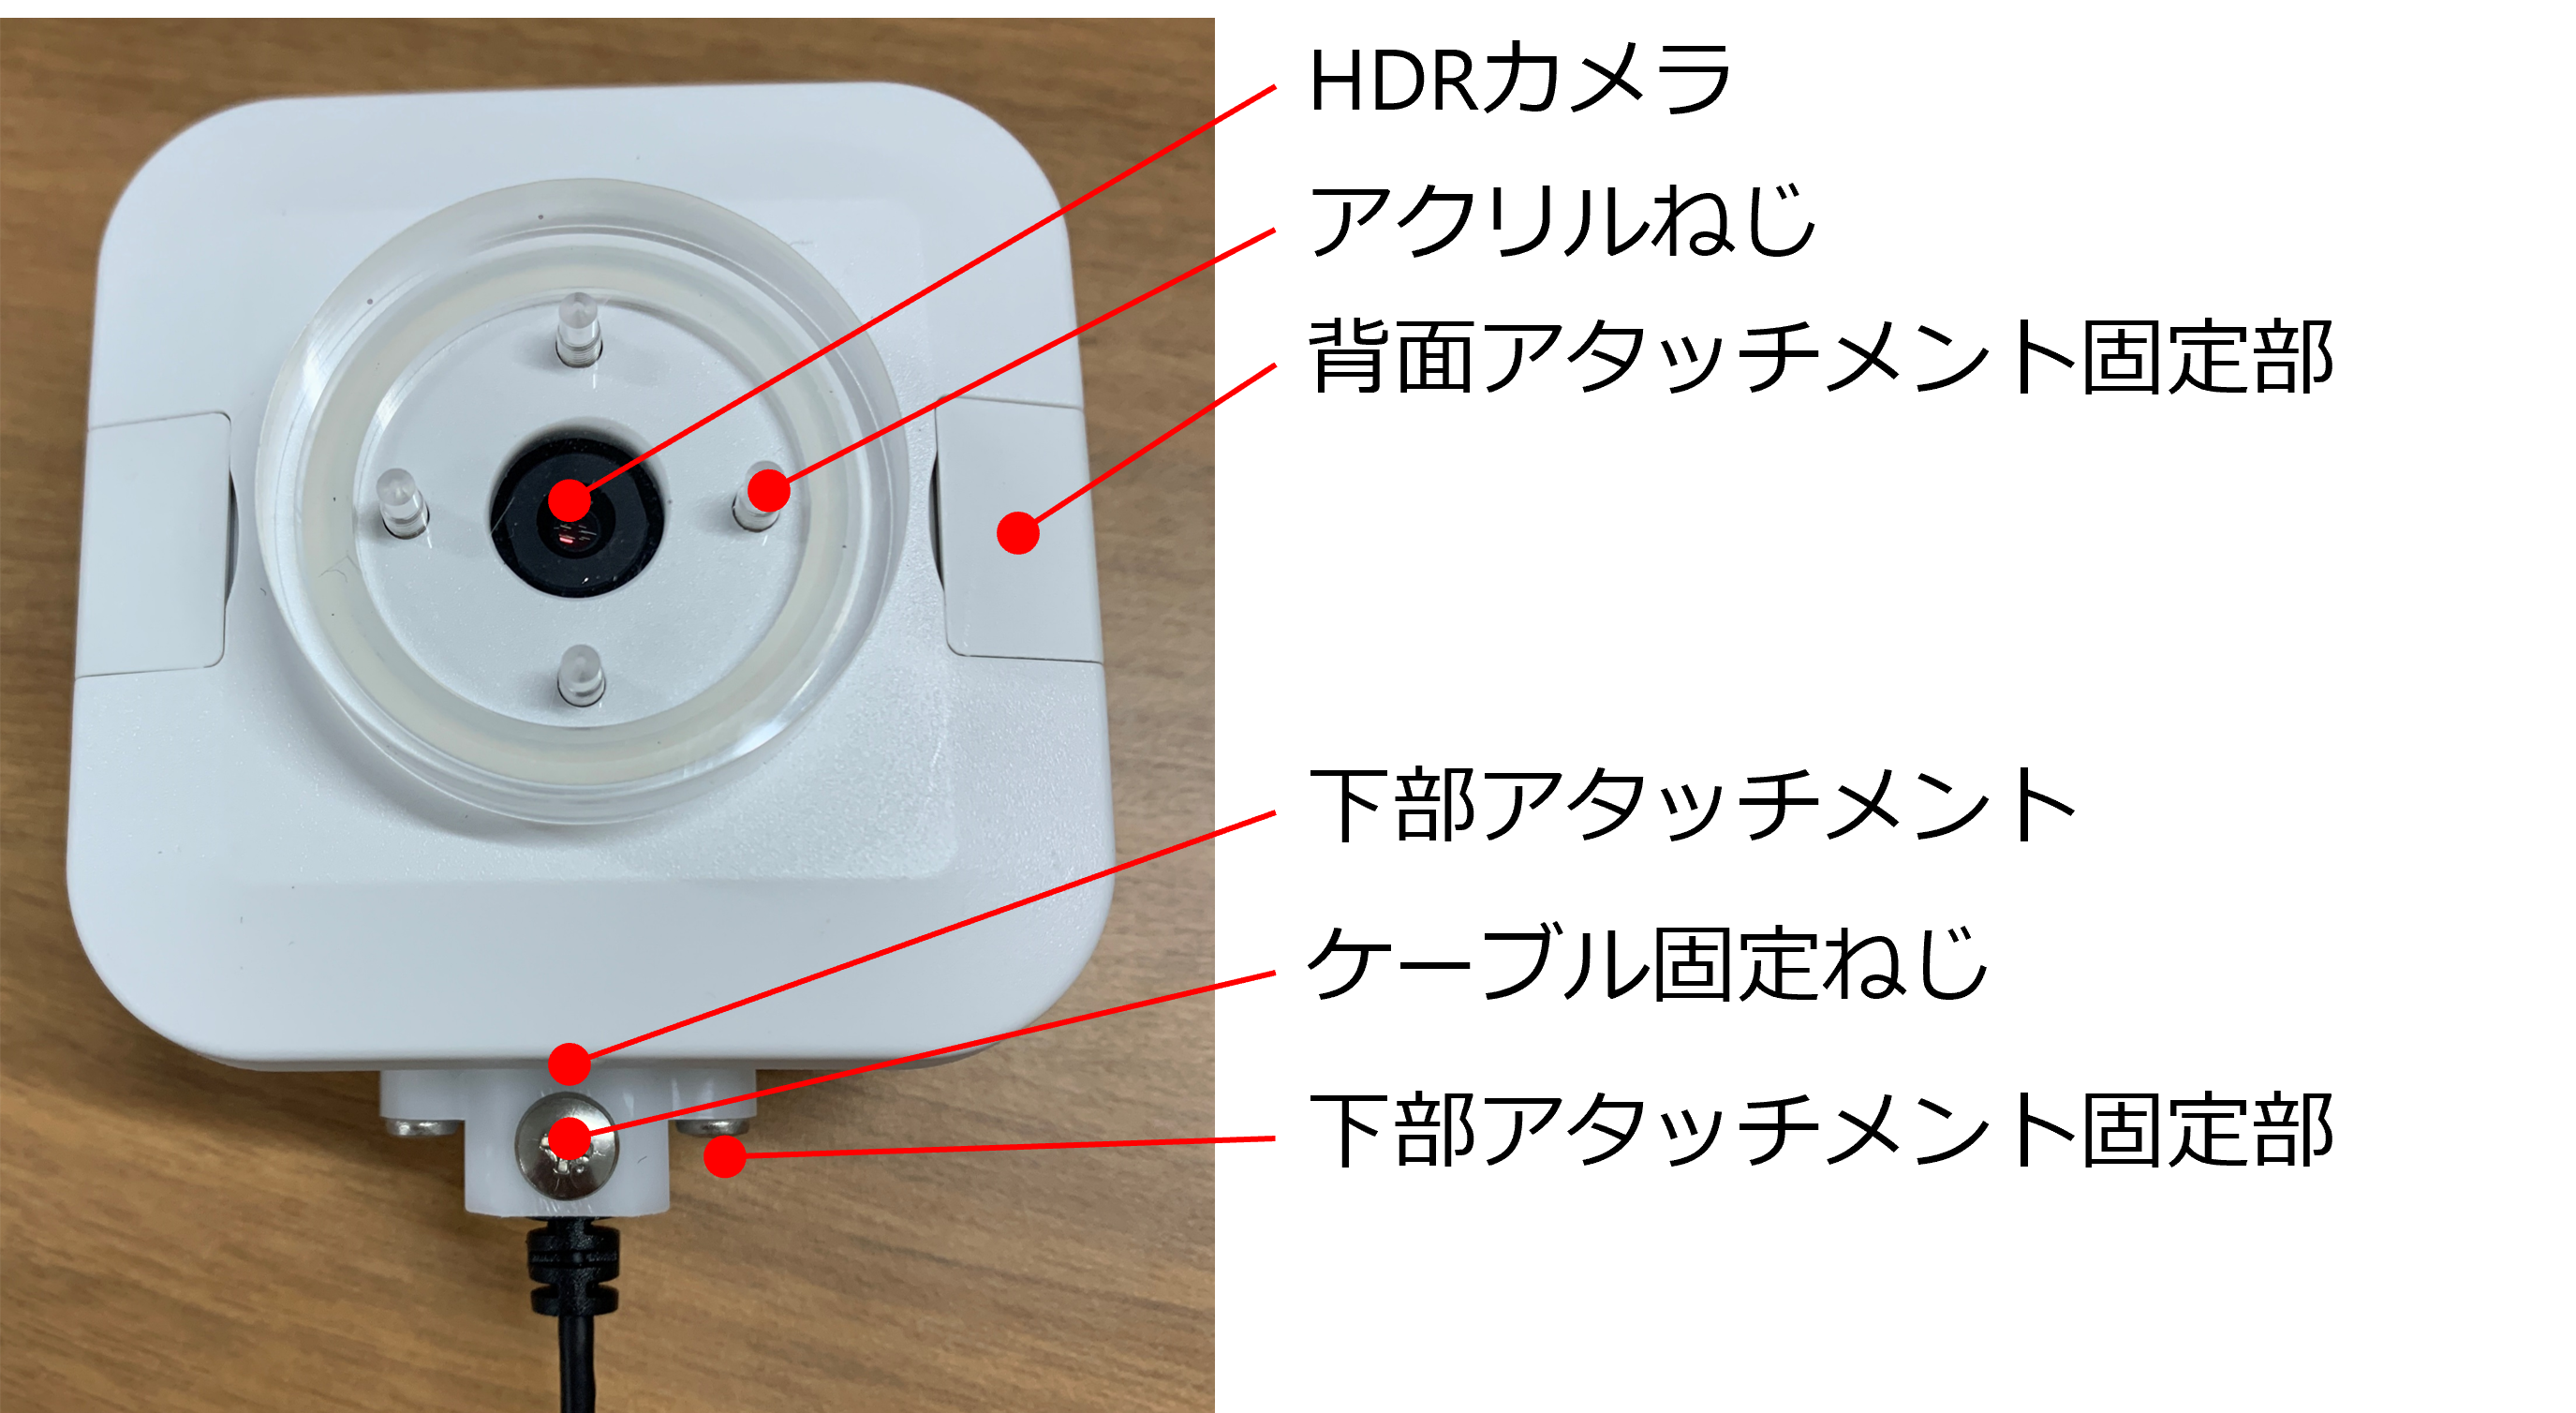 HDRカメラ
アクリルねじ
背面アタッチメント固定部
下部アタッチメント
ケーブル固定ねじ
下部アタッチメント固定部